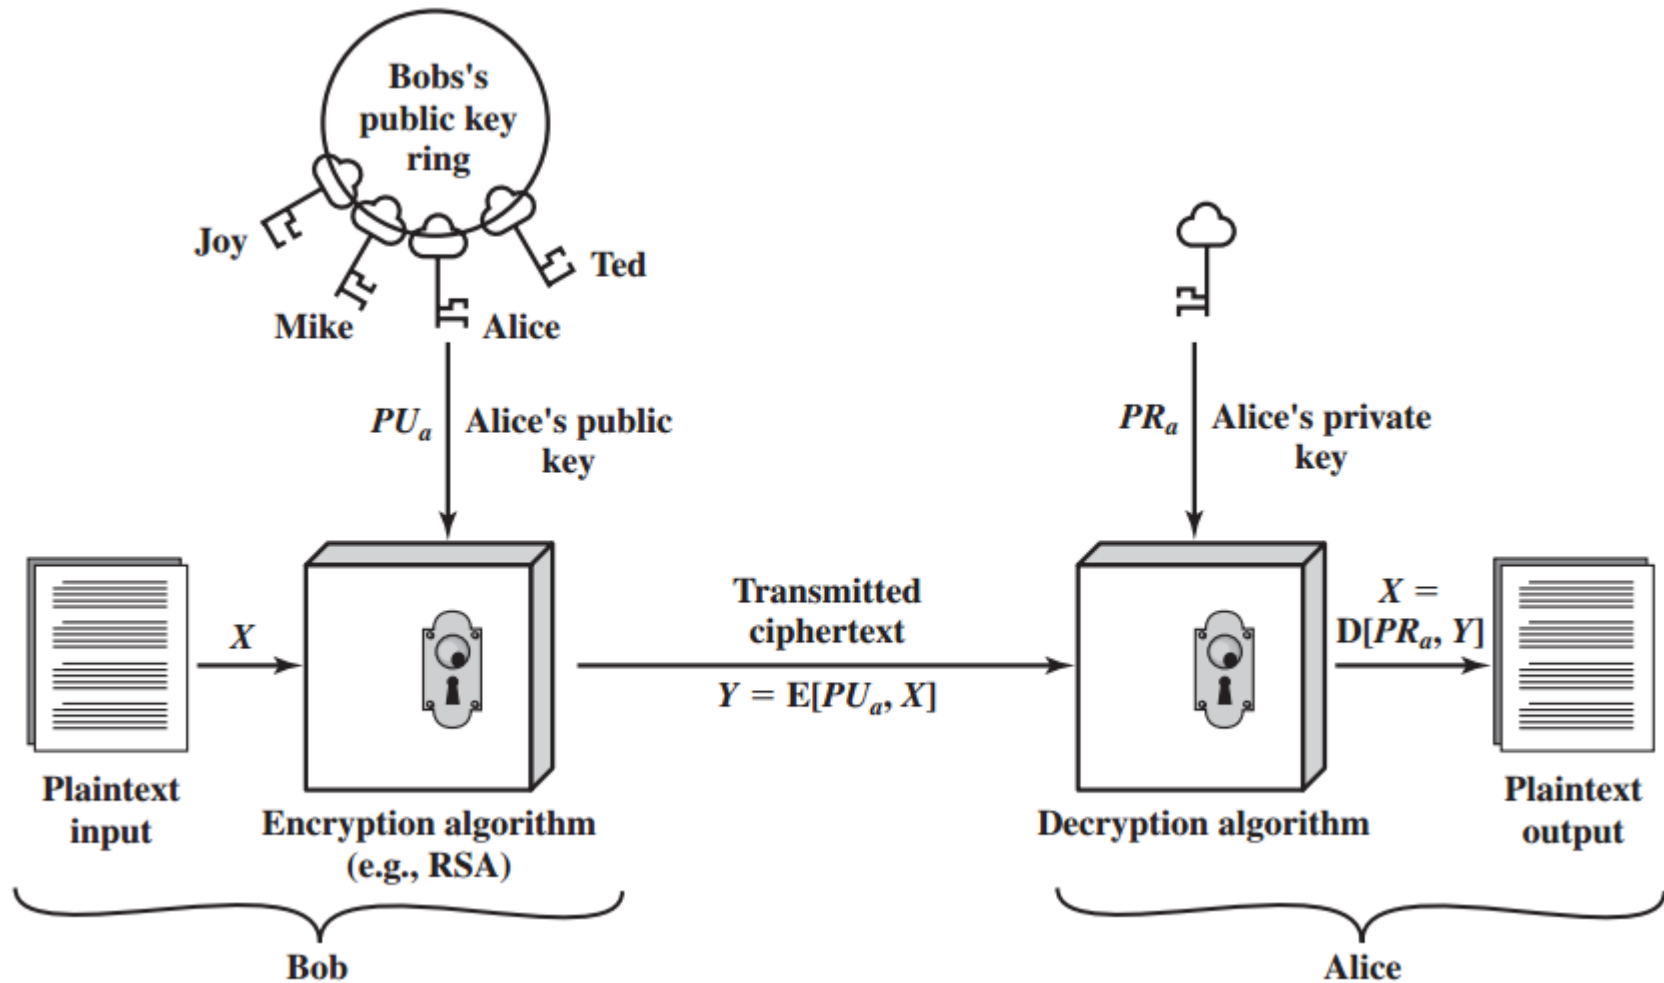 Bobs's
public key
ring
Joy
Mike
Alice
Ted
PUa
Alice's public
key
PRa
Alice's private
key
X
Transmitted
ciphertext
Y = E[PUa, X]
X =
D[PRa, Y]
Plaintext
input
Encryption algorithm
(e.g., RSA)
Decryption algorithm
Plaintext
output
Bob
Alice